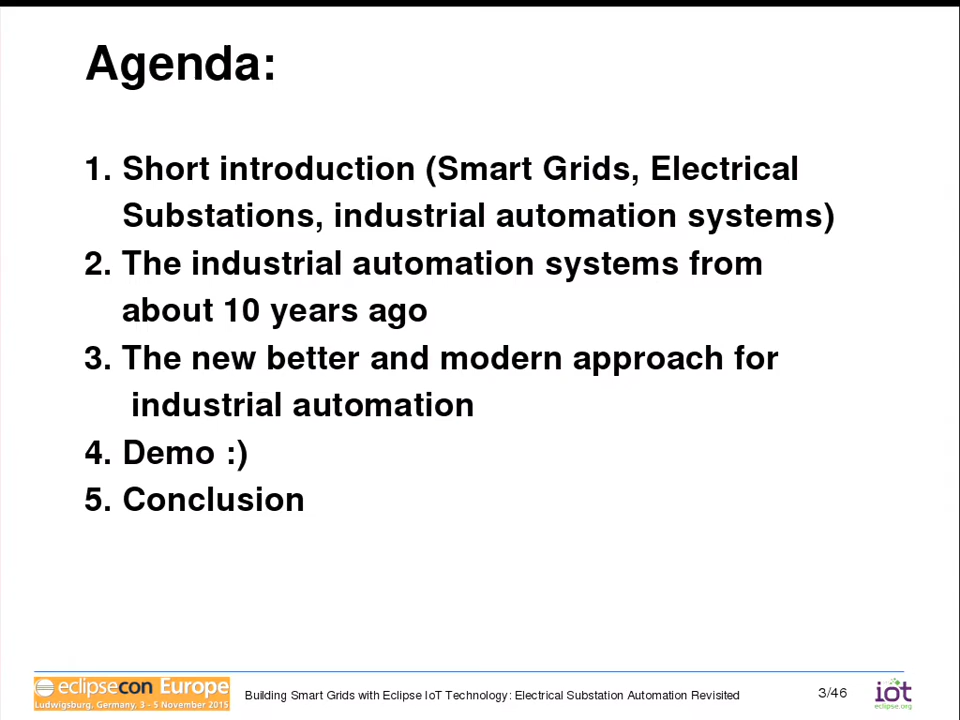 Agenda:
1. Short introduction (Smart Grids, Electrical
Substations, industrial automation systems)
2. The industrial automation systems from
about 10 years ago
3. The new better and modern approach for
industrial automation
4. Demo :)
5. Conclusion
eclipsecon Europe
Ludwigsburg, Germany, 3 - 5 November 2015
Building Smart Grids with Eclipse IoT Technology: Electrical Substation Automation Revisited
3/46
iot
eclipse.org